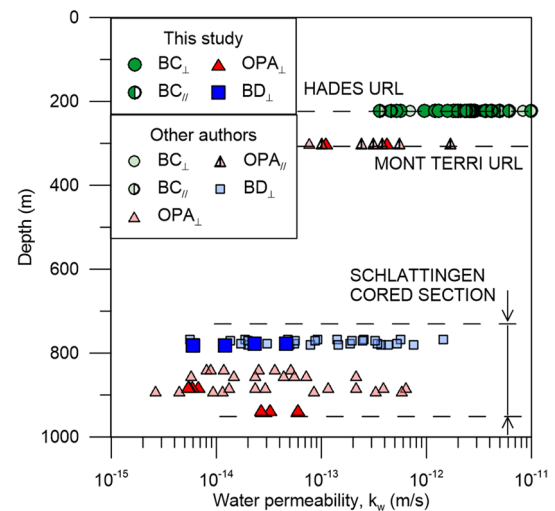 This study
BC⊥
OPA⊥
BC//
BD⊥
Other authors
BC⊥
OPA//
BC//
BD⊥
OPA⊥
HADES URL
MONT TERRI URL
SCHLATTINGEN
CORED SECTION
0
200
400
600
800
1000
Depth (m)
10-15
10-14
10-13
10-12
10-11
Water permeability, kw (m/s)